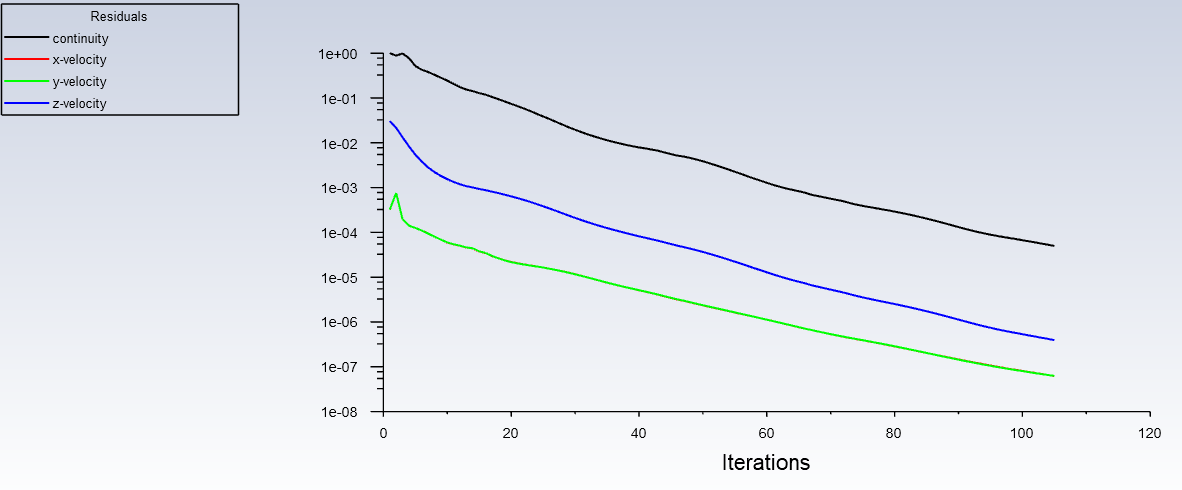 Residuals
continuity
x-velocity
y-velocity
z-velocity
1e+00
1e-01
1e-02
1e-03
1e-04
1e-05
1e-06
1e-07
1e-08
0 20 40 60 80 100 120
Iterations